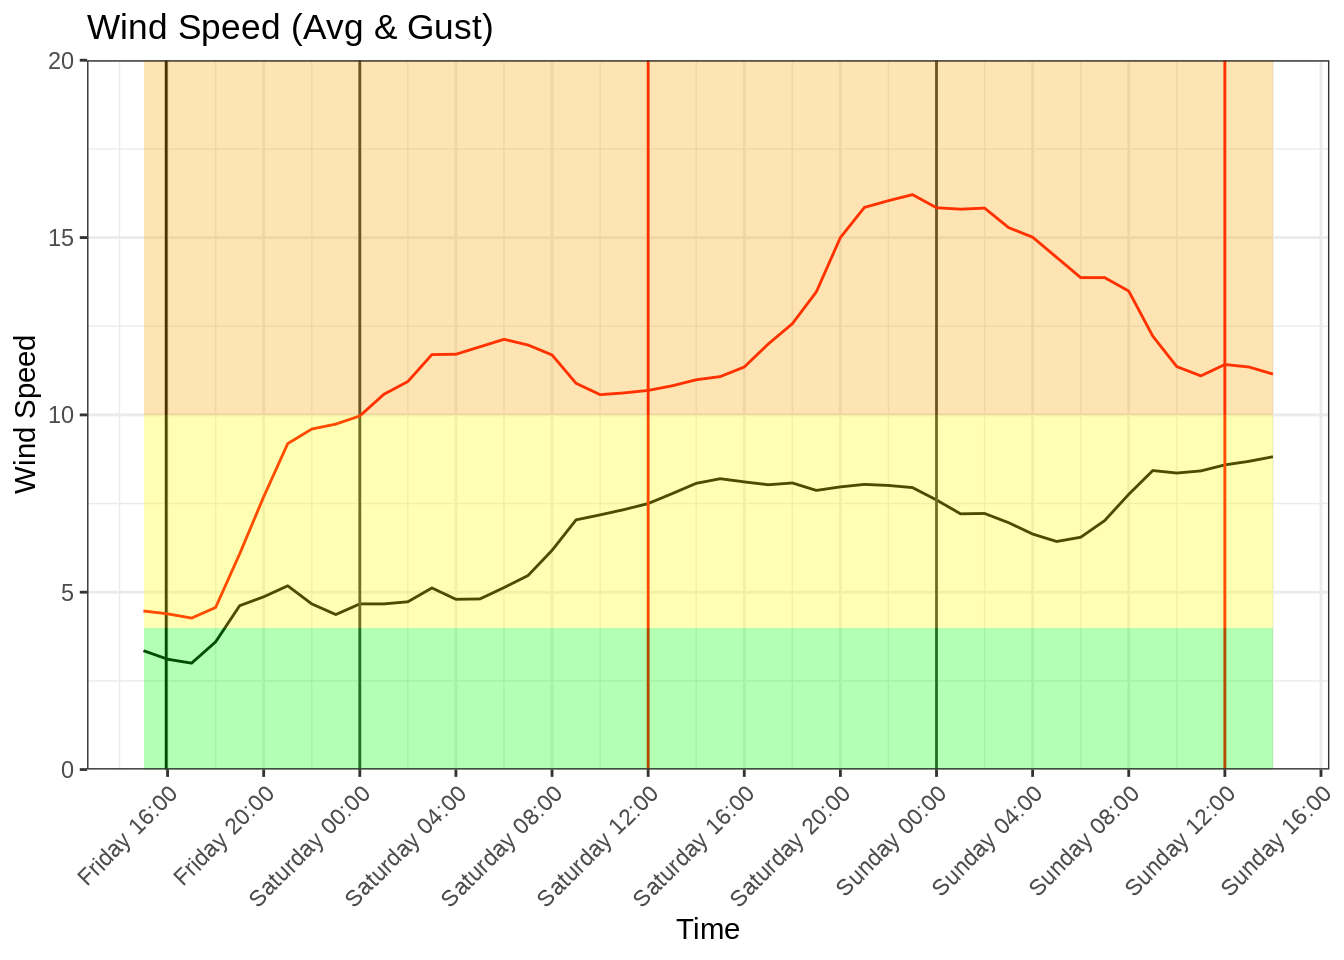 Wind Speed (Avg & Gust)
20
15
10
5
0
Wind Speed
Friday 16:00
Friday 20:00
Saturday 00:00
Saturday 04:00
Saturday 08:00
Saturday 12:00
Saturday 16:00
Saturday 20:00
Sunday 00:00
Sunday 04:00
Sunday 08:00
Sunday 12:00
Sunday 16:00
Time